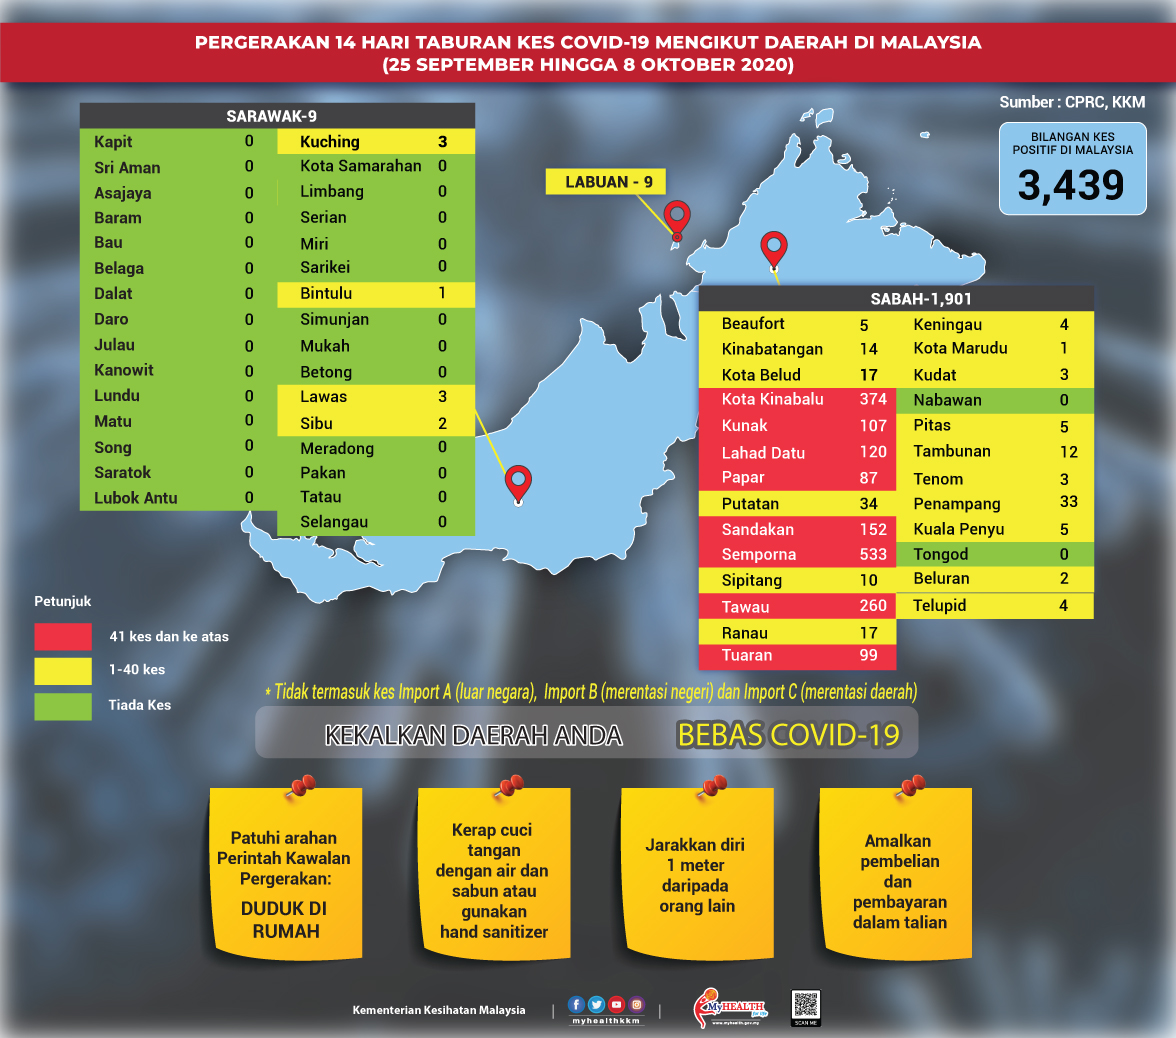 PERGERAKAN 14 HARI TABURAN KES COVID-19 MENGIKUT DAERAH DI MALAYSIA
(25 SEPTEMBER HINGGA 8 OKTOBER 2020)
Sumber : CPRC, KKM
BILANGAN KES
POSITIF DI MALAYSIA
3,439
SARAWAK-9
Kapit 0 Kuching 3
Sri Aman 0 Kota Samarahan 0
Asajaya 0 Limbang 0
Baram 0 Serian 0
Bau 0 Miri 0
Belaga 0 Sarikei 0
Dalat 0 Bintulu 1
Daro 0 Simunjan 0
Julau 0 Mukah 0
Kanowit 0 Betong 0
Lundu 0 Lawas 3
Matu 0 Sibu 2
Song 0 Meradong 0
Saratok 0 Pakan 0
Lubok Antu 0 Tatau 0
Selangau 0
LABUAN - 9
SABAH-1,901
Beaufort 5 Keningau 4
Kinabatangan 14 Kota Marudu 1
Kota Belud 17 Kudat 3
Kota Kinabalu 374 Nabawan 0
Kunak 107 Pitas 5
Lahad Datu 120 Tambunan 12
Papar 87 Tenom 3
Putatan 34 Penampang 33
Sandakan 152 Kuala Penyu 5
Semporna 533 Tongod 0
Sipitang 10 Beluran 2
Tawau 260 Telupid 4
Ranau 17
Tuaran 99
Petunjuk
41 kes dan ke atas
1-40 kes
Tiada Kes
* Tidak termasuk kes Import A (luar negara), Import B (merentasi negeri) dan Import C (merentasi daerah)
KEKALKAN DAERAH ANDA BEBAS COVID-19
Patuhi arahan
Perintah Kawalan
Pergerakan:
DUDUK DI
RUMAH
Kerap cuci
tangan
dengan air dan
sabun atau
gunakan
hand sanitizer
Jarakkan diri
1 meter
daripada
orang lain
Amalkan
pembelian
dan
pembayaran
dalam talian
Kementerian Kesihatan Malaysia
myhealthkkm
MyHEALTH
for life
www.myhealth.gov.my
SCAN ME